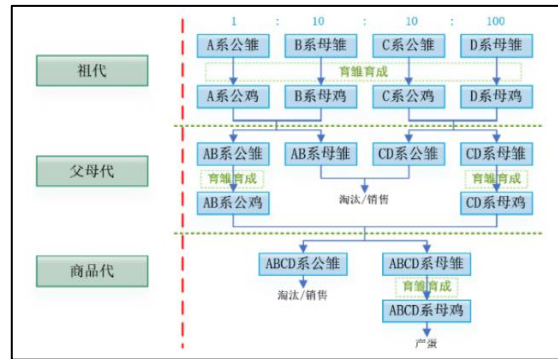 1 : 10 : 10 : 100
祖代
A系公雏 B系母雏 C系公雏 D系母雏
育雏育成
A系公鸡 B系母鸡 C系公鸡 D系母鸡
父母代
AB系公雏 AB系母雏 CD系公雏 CD系母雏
育雏育成 育雏育成
淘汰/销售
AB系公鸡 CD系母鸡
商品代
ABCD系公雏 ABCD系母雏
育雏育成
淘汰/销售
ABCD系母鸡
产蛋